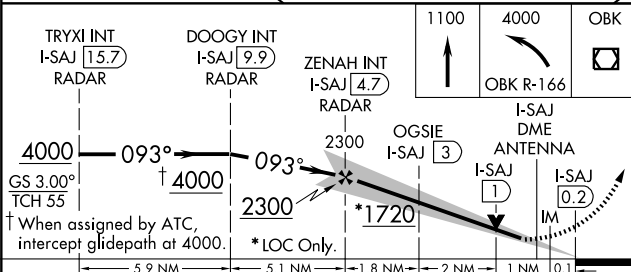 TRYXI INT
I-SAJ 15.7
RADAR
DOOGY INT
I-SAJ 9.9
RADAR
ZENAH INT
I-SAJ 4.7
RADAR
1100
4000
OBK R-166
OBK
OGSIE
I-SAJ 3
I-SAJ
DME
ANTENNA
I-SAJ
1
I-SAJ
0.2
IM
2300
4000
093°
†4000
093°
2300
*1720
GS 3.00°
TCH 55
† When assigned by ATC,
intercept glidepath at 4000.
*LOC Only.
5.9 NM
5.1 NM
1.8 NM
2 NM
1 NM
0.1